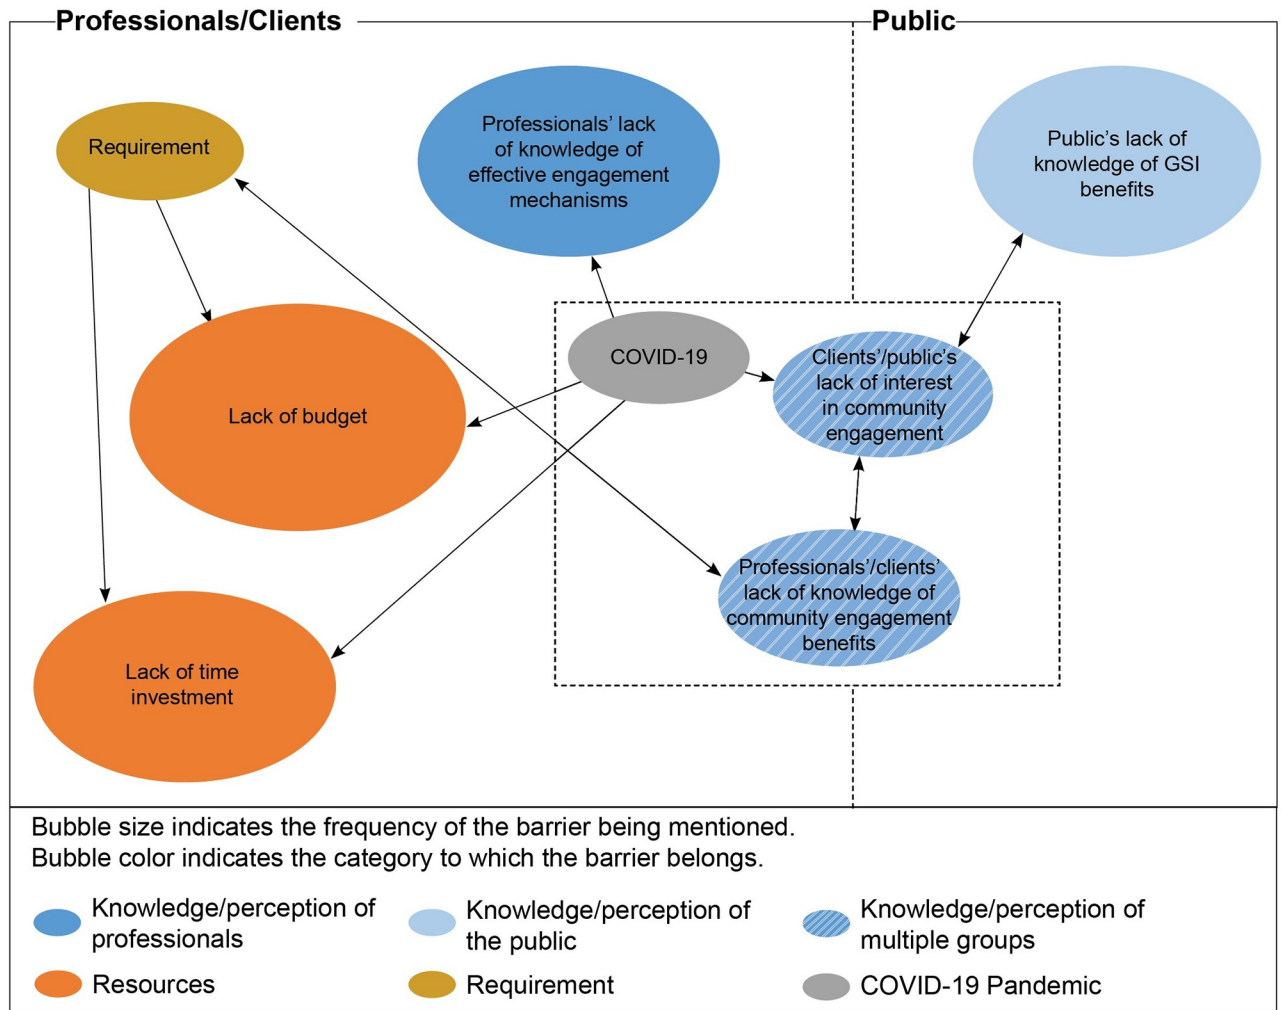 Professionals/Clients
Public
Requirement
Professionals’ lack
of knowledge of
effective engagement
mechanisms
Public’s lack of
knowledge of GSI
benefits
COVID-19
Clients’/public’s
lack of interest
in community
engagement
Lack of budget
Professionals’/clients’
lack of knowledge of
community engagement
benefits
Lack of time
investment
Bubble size indicates the frequency of the barrier being mentioned.
Bubble color indicates the category to which the barrier belongs.
Knowledge/perception of
professionals
Knowledge/perception of
the public
Knowledge/perception of
multiple groups
Resources
Requirement
COVID-19 Pandemic